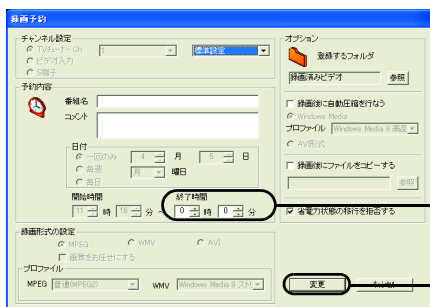 録画予約
チャンネル設定
TVチューナー Ch
1
標準設定
ビデオ入力
S端子
予約内容
番組名
コメント
日付
一回のみ
4
月
5
日
毎週
月
曜日
毎日
開始時間
11
時
16
分
~
終了時間
0
時
0
分
録画形式の設定
MPEG
WMV
AVI
画質をお任せにする
プロファイル
MPEG
普通(MPEG2)
WMV
Windows Media 8
オプション
登録するフォルダ
録画済みビデオ
参照
録画後に自動圧縮を行なう
Windows Media
プロファイル
Windows Media 8 高品
AVI形式
録画後にファイルをコピーする
参照
省電力状態の移行を拒否する
変更
キャンセル